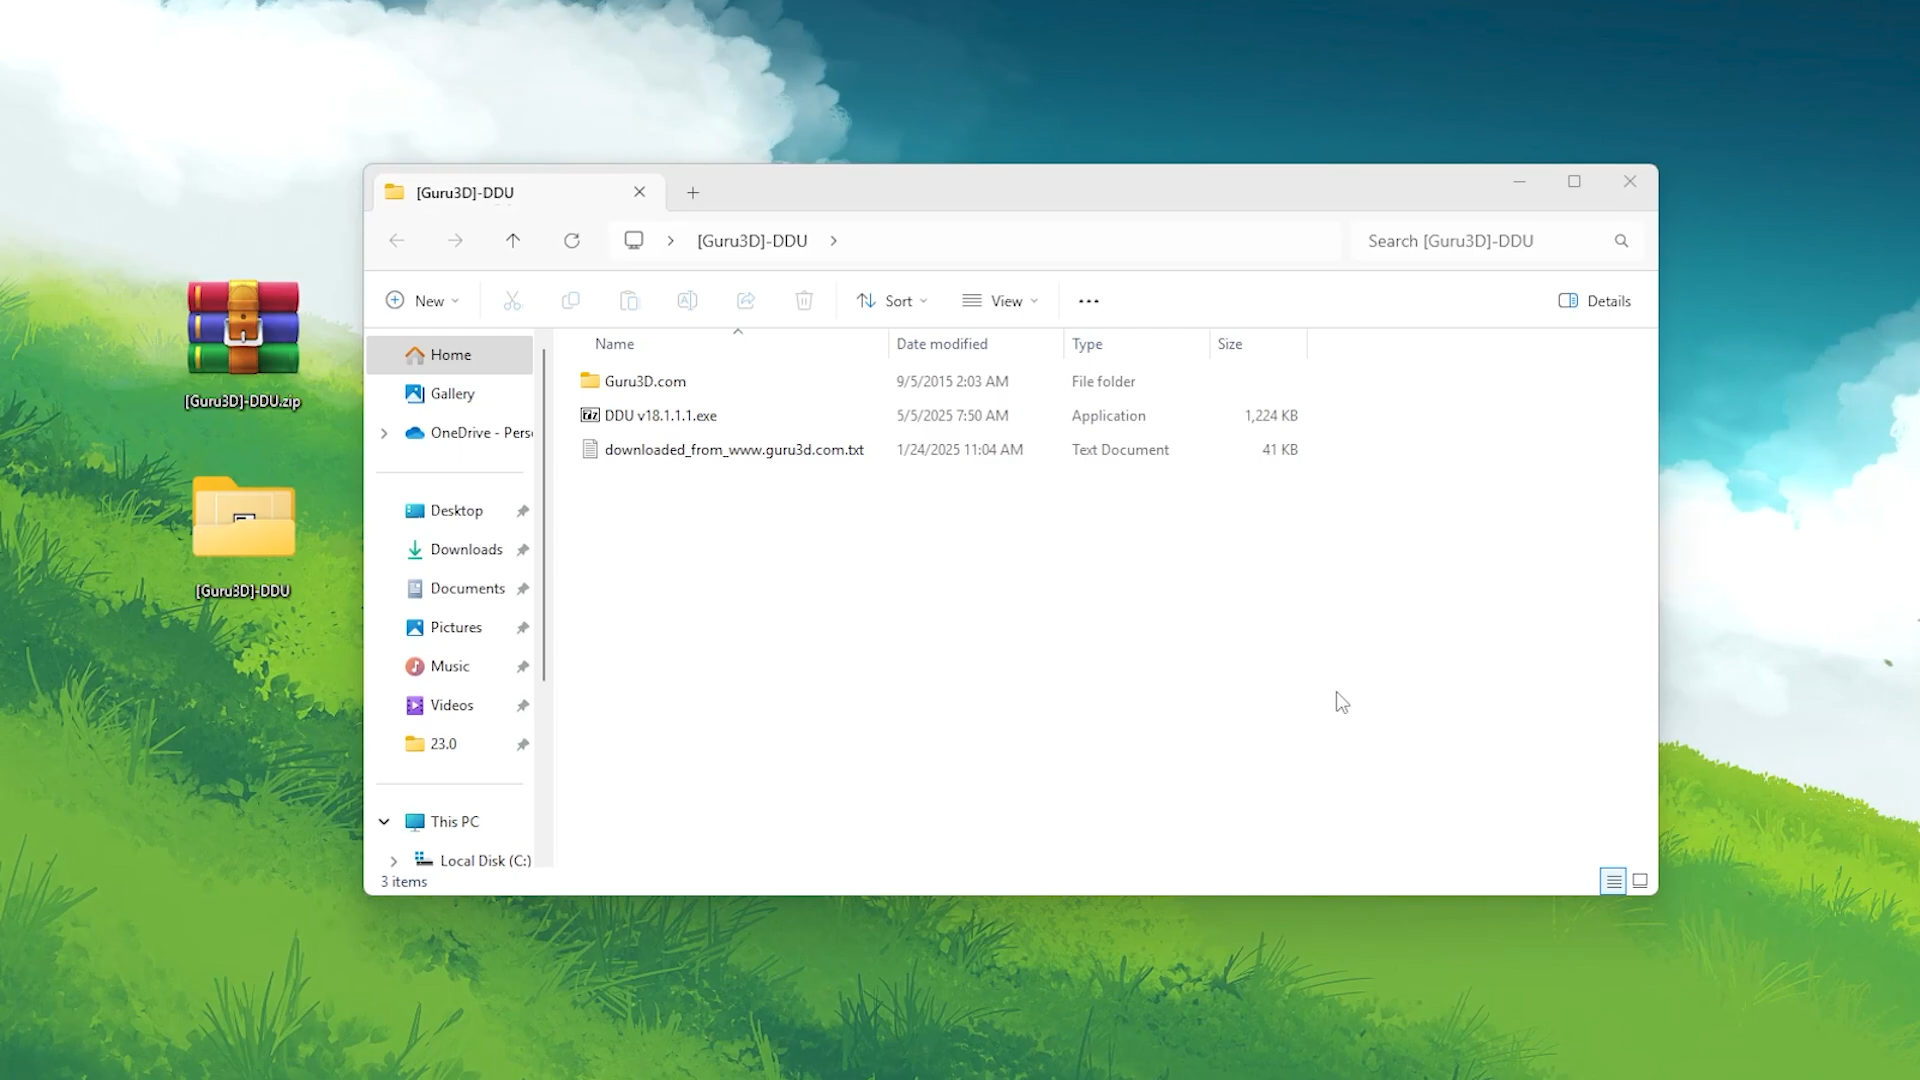 [Guru3D]-DDU.zip
[Guru3D]-DDU
[Guru3D]-DDU
[Guru3D]-DDU
Search [Guru3D]-DDU
New
Sort
View
Details
Home
Gallery
OneDrive - Pers
Desktop
Downloads
Documents
Pictures
Music
Videos
23.0
This PC
Local Disk (C:)
Name Date modified Type Size
Guru3D.com 9/5/2015 2:03 AM File folder
DDU v18.1.1.1.exe 5/5/2025 7:50 AM Application 1,224 KB
downloaded_from_www.guru3d.com.txt 1/24/2025 11:04 AM Text Document 41 KB
3 items